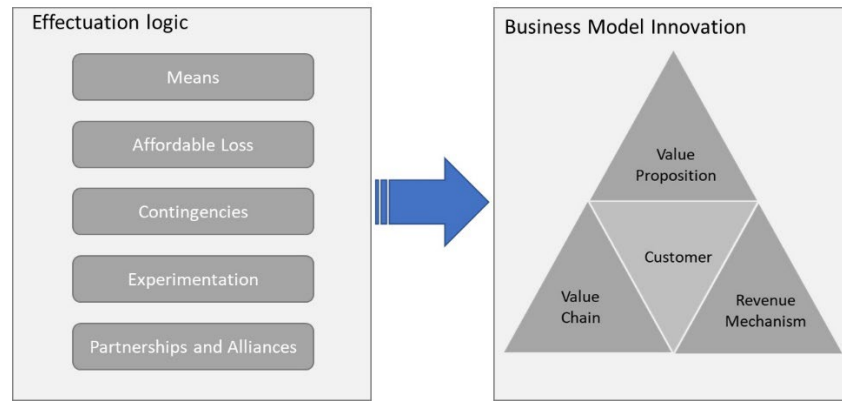 Effectuation logic
Means
Affordable Loss
Contingencies
Experimentation
Partnerships and Alliances
Business Model Innovation
Value
Proposition
Customer
Value
Chain
Revenue
Mechanism